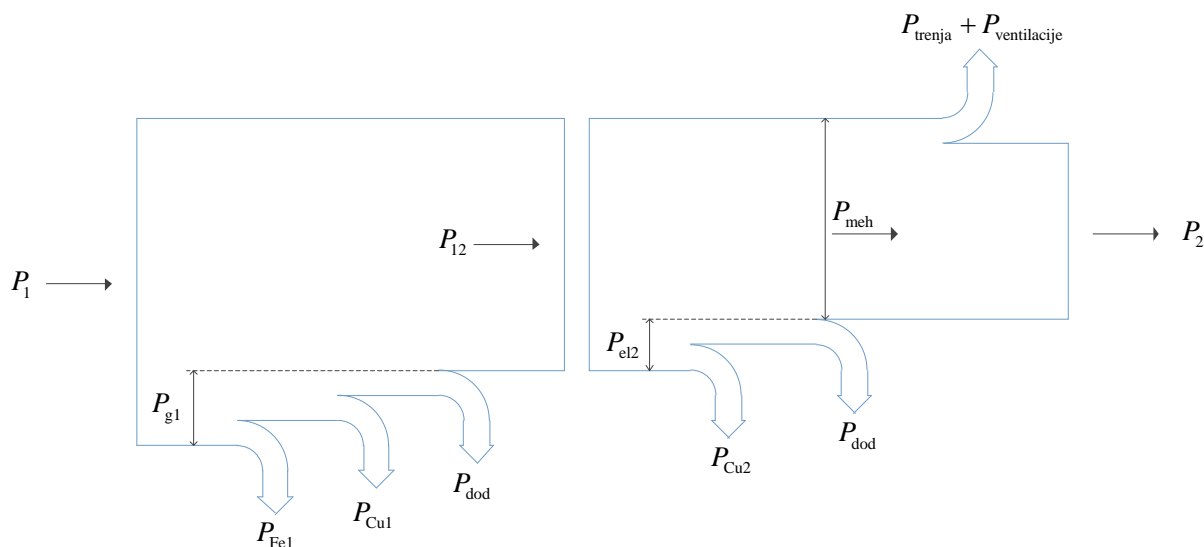 P_trenja + P_ventilacije
P_meh
P_12
P_2
P_1
P_el2
P_g1
P_dod
P_Cu2
P_dod
P_Cu1
P_Fe1